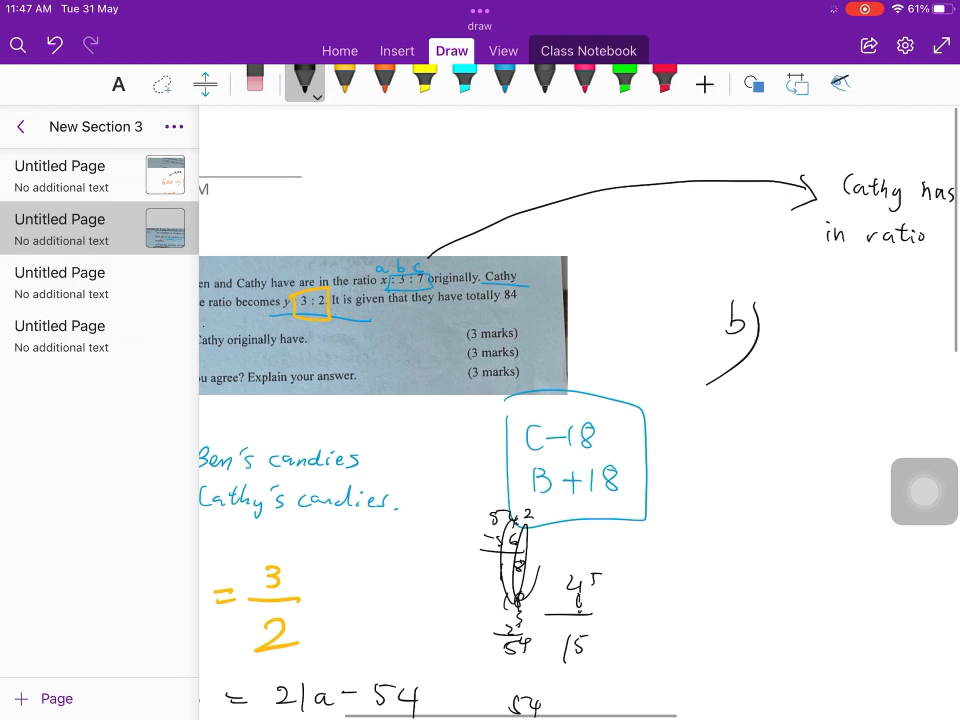 11:47 AM Tue 31 May
61%
draw
Home Insert Draw View Class Notebook
A
New Section 3
Untitled Page
No additional text
Untitled Page
No additional text
Untitled Page
No additional text
Untitled Page
No additional text
+ Page
M
Cathy has
in ratio
a b c
en and Cathy have are in the ratio x : 3 : 7 originally. Cathy
e ratio becomes y : 3 : 2. It is given that they have totally 84
Cathy originally have. (3 marks)
(3 marks)
ou agree? Explain your answer. (3 marks)
b)
C-18
B+18
Ben's candies
Cathy's candies.
= 3
2
15
54
= 21a - 54
54